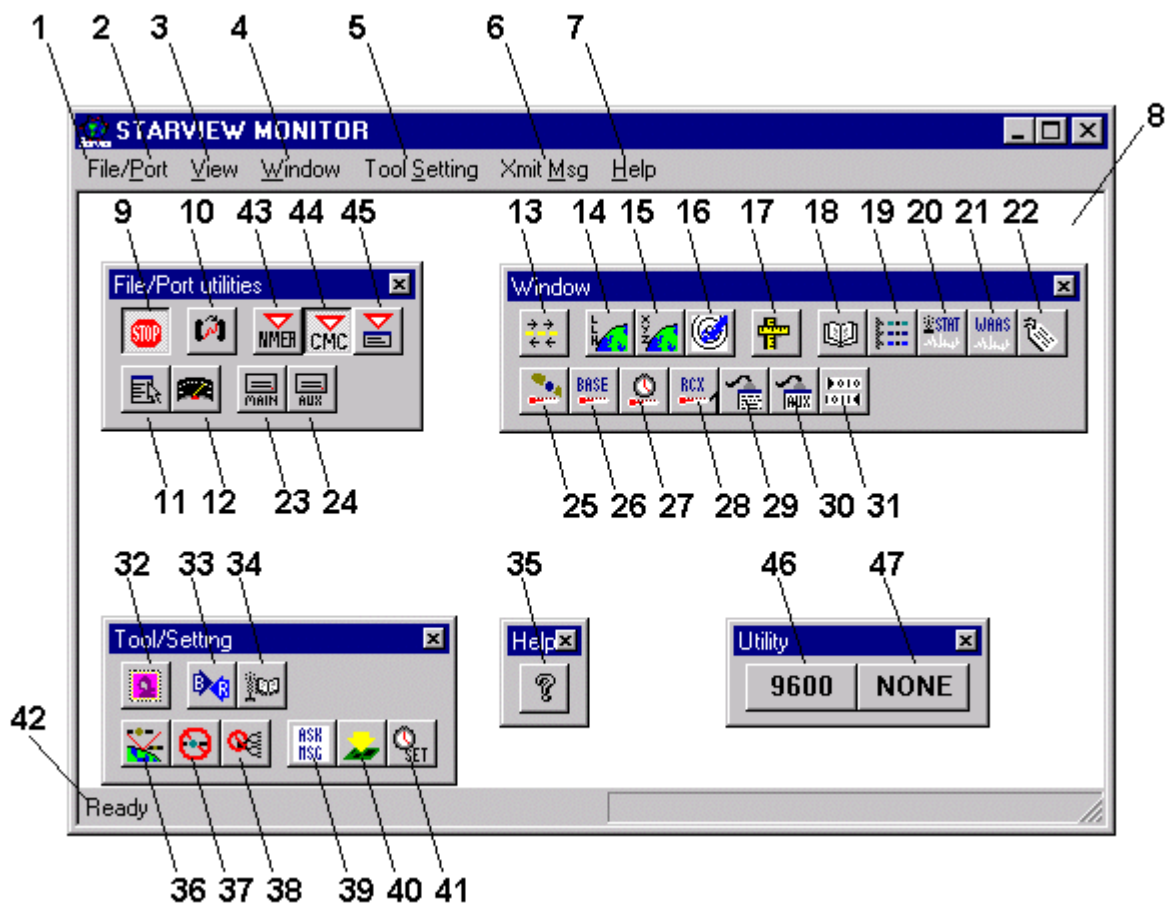 1 2 3 4 5 6 7
8
STARVIEW MONITOR
File/Port View Window Tool Setting Xmit Msg Help
9 10 43 44 45 13 14 15 16 17 18 19 20 21 22
File/Port utilities
Window
STOP NMEA CMC
LLH XYZ STAT WAAS
MAIN AUX
BASE RCX AUX 010 1011
11 12 23 24 25 26 27 28 29 30 31
32 33 34 35 46 47
Tool/Setting
Help
Utility
B R
?
9600 NONE
42
ASK MSG SET
Ready
36 37 38 39 40 41